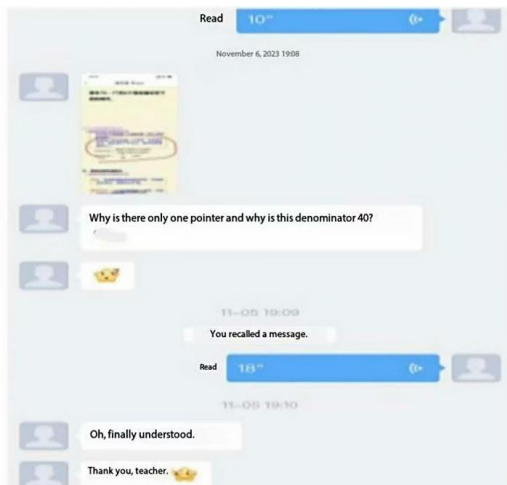 Read
10"
November 6, 2023 19:08
Why is there only one pointer and why is this denominator 40?
11-05 19:09
You recalled a message.
Read
18"
11-05 19:10
Oh, finally understood.
Thank you, teacher.